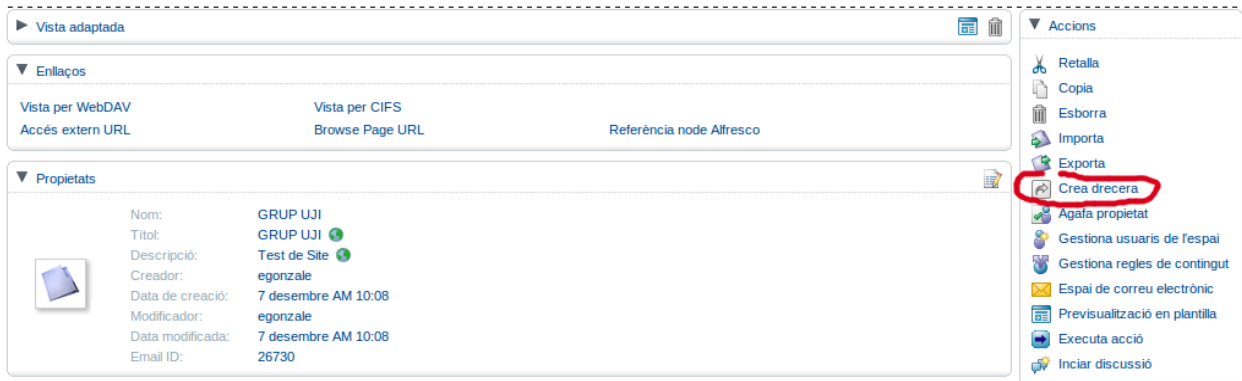 Vista adaptada
Enllaços
Vista per WebDAV Vista per CIFS
Accés extern URL Browse Page URL Referència node Alfresco
Propietats
Nom: GRUP UJI
Títol: GRUP UJI
Descripció: Test de Site
Creador: egonzale
Data de creació: 7 desembre AM 10:08
Modificador: egonzale
Data modificada: 7 desembre AM 10:08
Email ID: 26730
Accions
Retalla
Copia
Esborra
Importa
Exporta
Crea drecera
Agafa propietat
Gestiona usuaris de l'espai
Gestiona regles de contingut
Espai de correu electrònic
Previsualització en plantilla
Executa acció
Inciar discussió